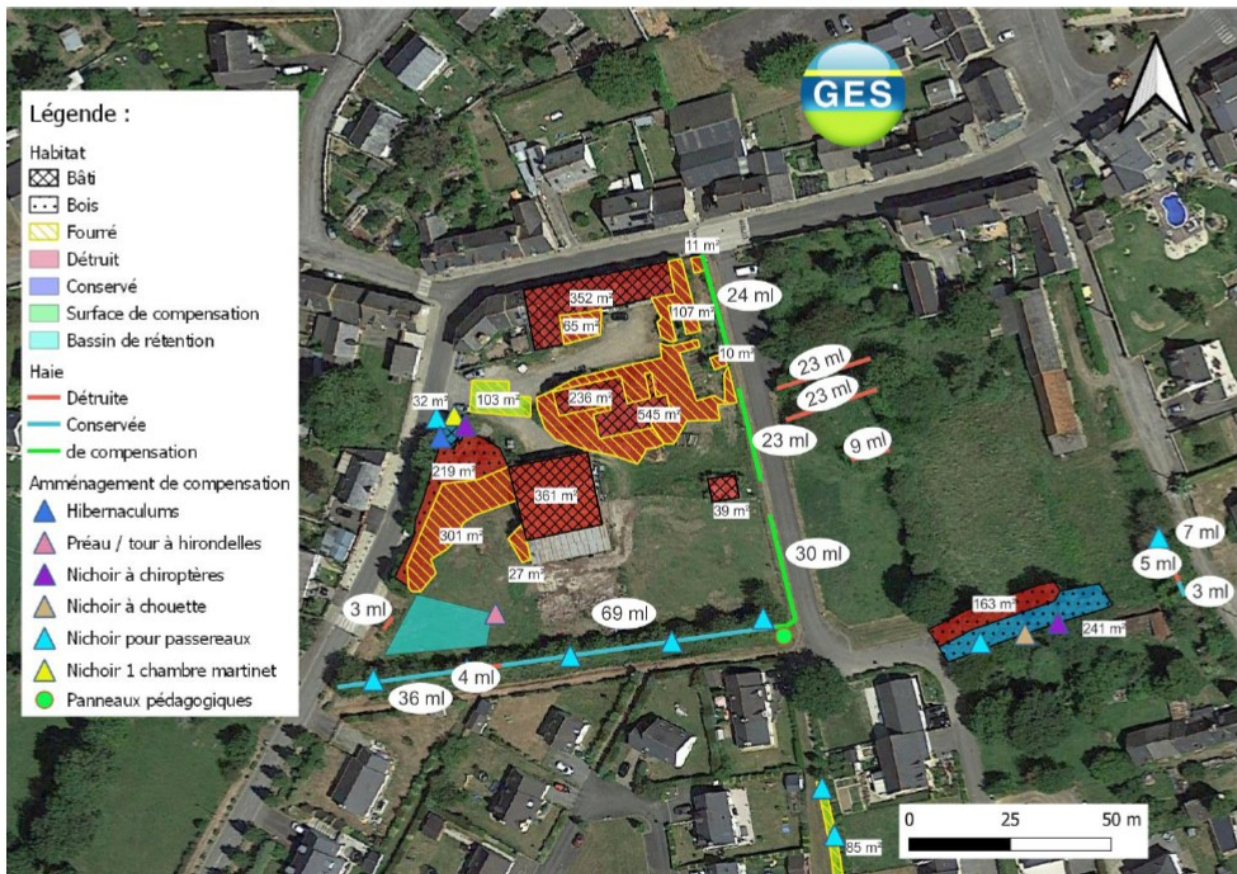 GES
Légende :
Habitat
Bâti
Bois
Fourré
Détruit
Conservé
Surface de compensation
Bassin de rétention
Haie
Détruite
Conservée
de compensation
Amménagement de compensation
Hibernaculums
Préau / tour à hirondelles
Nichoir à chiroptères
Nichoir à chouette
Nichoir pour passereaux
Nichoir 1 chambre martinet
Panneaux pédagogiques
11 m²
24 ml
352 m²
107 m²
65 m²
10 m²
23 ml
23 ml
32 m²
103 m²
236 m²
545 m²
23 ml
9 ml
219 m²
361 m²
39 m²
301 m²
27 m²
30 ml
7 ml
5 ml
3 ml
3 ml
69 ml
163 m²
241 m²
4 ml
36 ml
85 m²
0 25 50 m